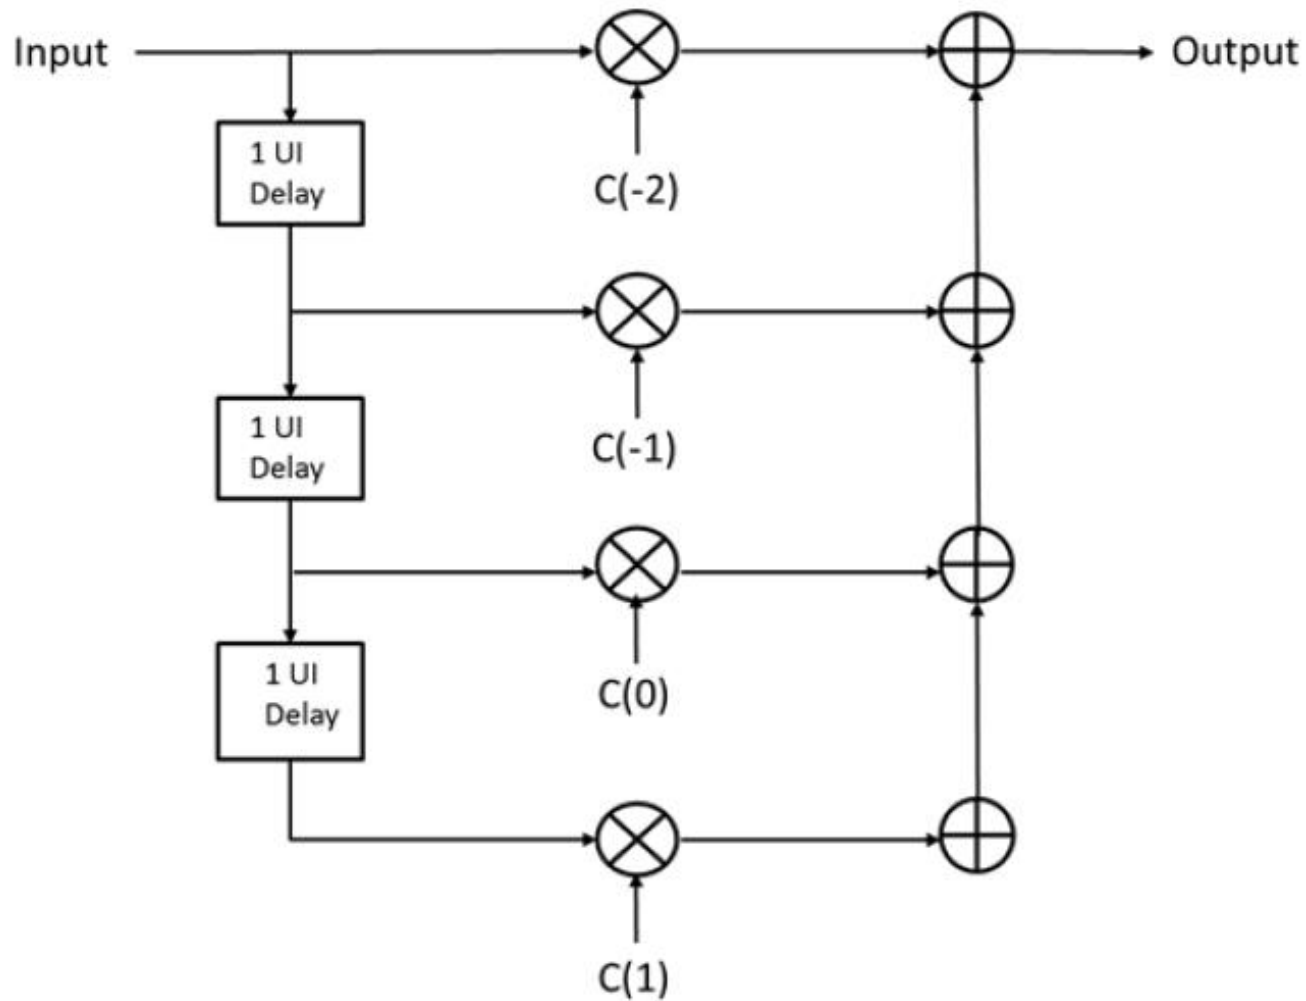 Input
Output
1 UI
Delay
C(-2)
1 UI
Delay
C(-1)
1 UI
Delay
C(0)
C(1)